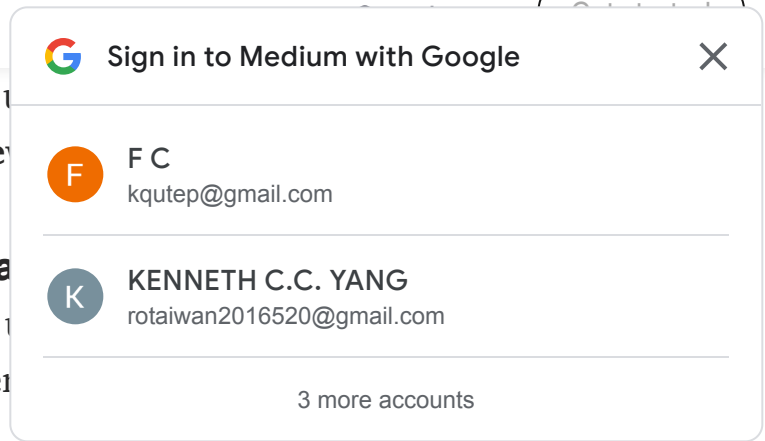 Sign in to Medium with Google
F
F C
kqutep@gmail.com
K
KENNETH C.C. YANG
rotaiwan2016520@gmail.com
3 more accounts